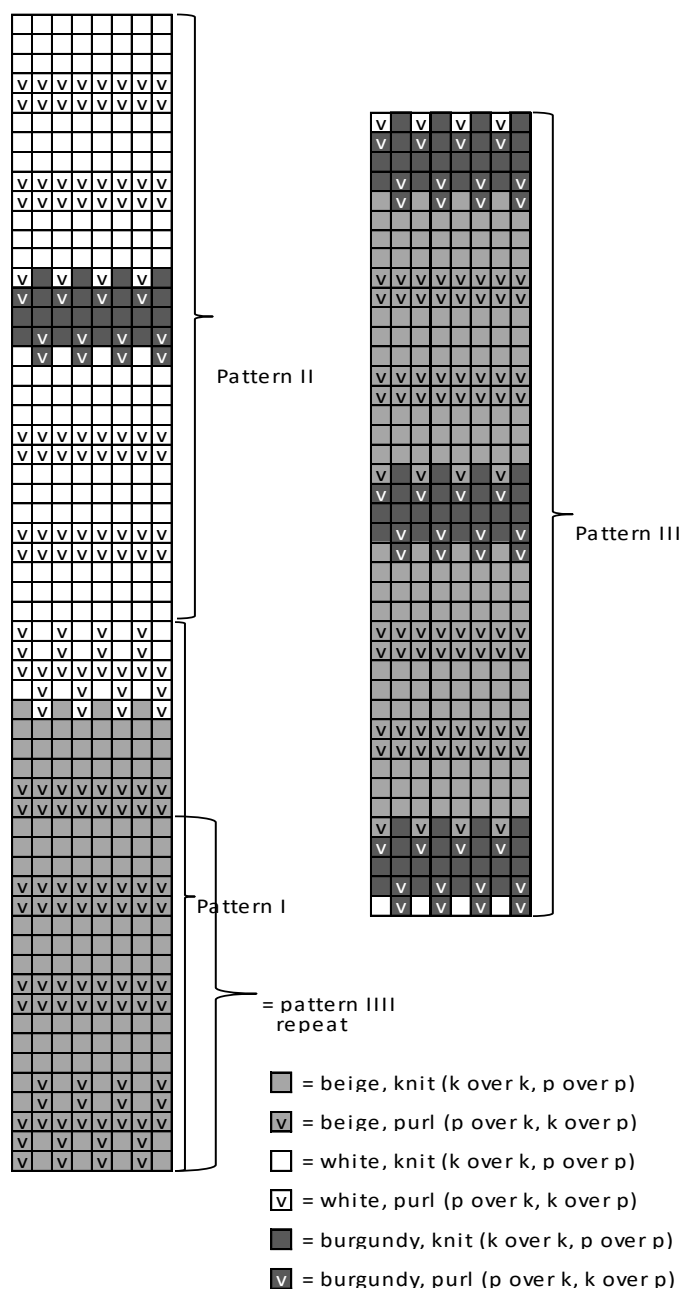 Pattern II
Pattern III
Pattern I
= pattern IIII
repeat
= beige, knit (k over k, p over p)
v = beige, purl (p over k, k over p)
= white, knit (k over k, p over p)
v = white, purl (p over k, k over p)
= burgundy, knit (k over k, p over p)
v = burgundy, purl (p over k, k over p)